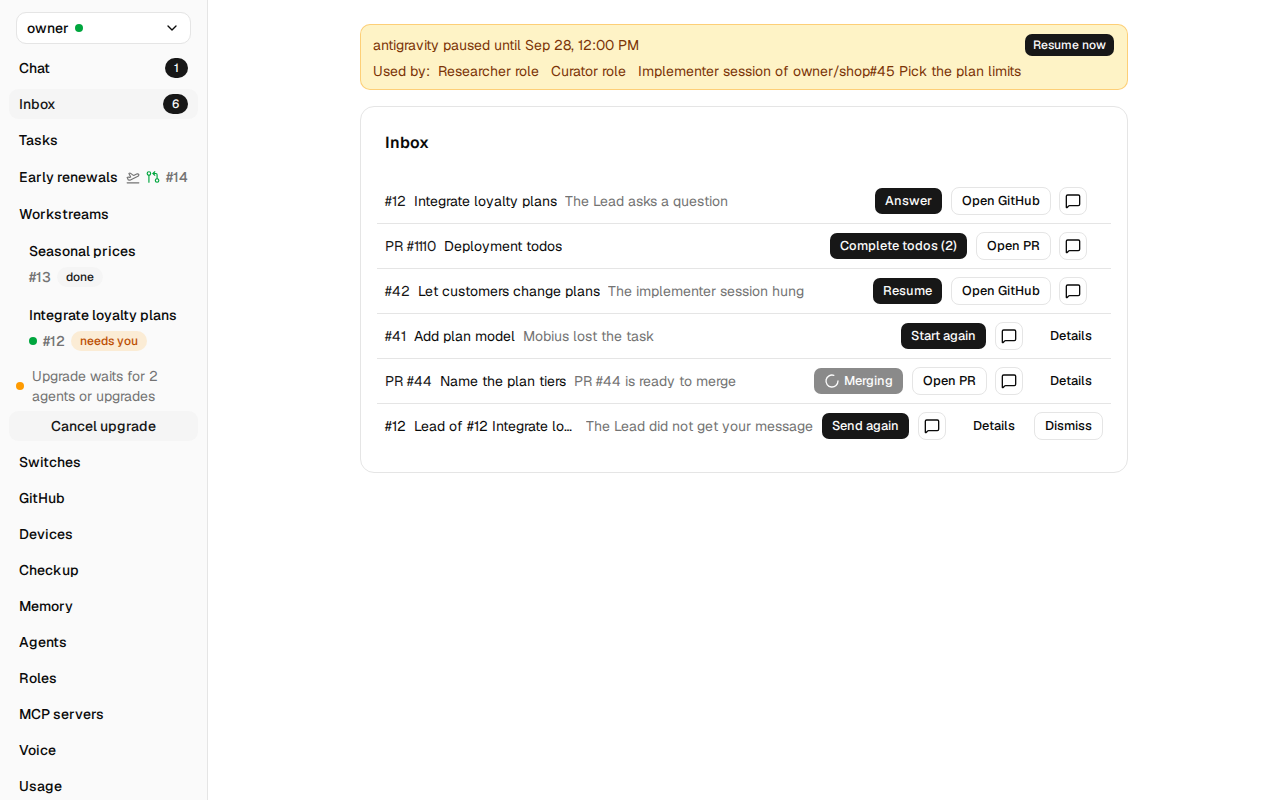 owner
Chat 1
Inbox 6
Tasks
Early renewals #14
Workstreams
Seasonal prices
#13 done
Integrate loyalty plans
#12 needs you
Upgrade waits for 2
agents or upgrades
Cancel upgrade
Switches
GitHub
Devices
Checkup
Memory
Agents
Roles
MCP servers
Voice
Usage
antigravity paused until Sep 28, 12:00 PM Resume now
Used by: Researcher role Curator role Implementer session of owner/shop#45 Pick the plan limits
Inbox
#12 Integrate loyalty plans The Lead asks a question Answer Open GitHub
PR #1110 Deployment todos Complete todos (2) Open PR
#42 Let customers change plans The implementer session hung Resume Open GitHub
#41 Add plan model Mobius lost the task Start again Details
PR #44 Name the plan tiers PR #44 is ready to merge Merging Open PR Details
#12 Lead of #12 Integrate lo... The Lead did not get your message Send again Details Dismiss